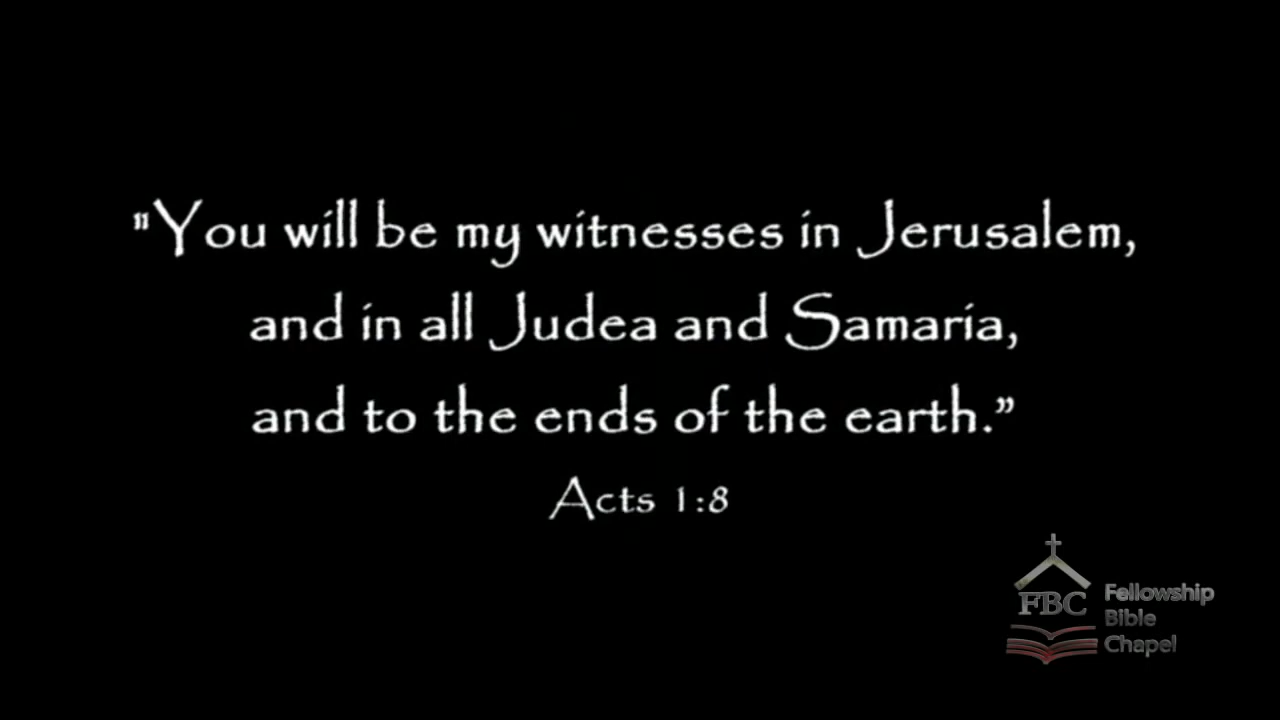 "You will be my witnesses in Jerusalem,
and in all Judea and Samaria,
and to the ends of the earth.”
Acts 1:8
FBC
Fellowship
Bible
Chapel